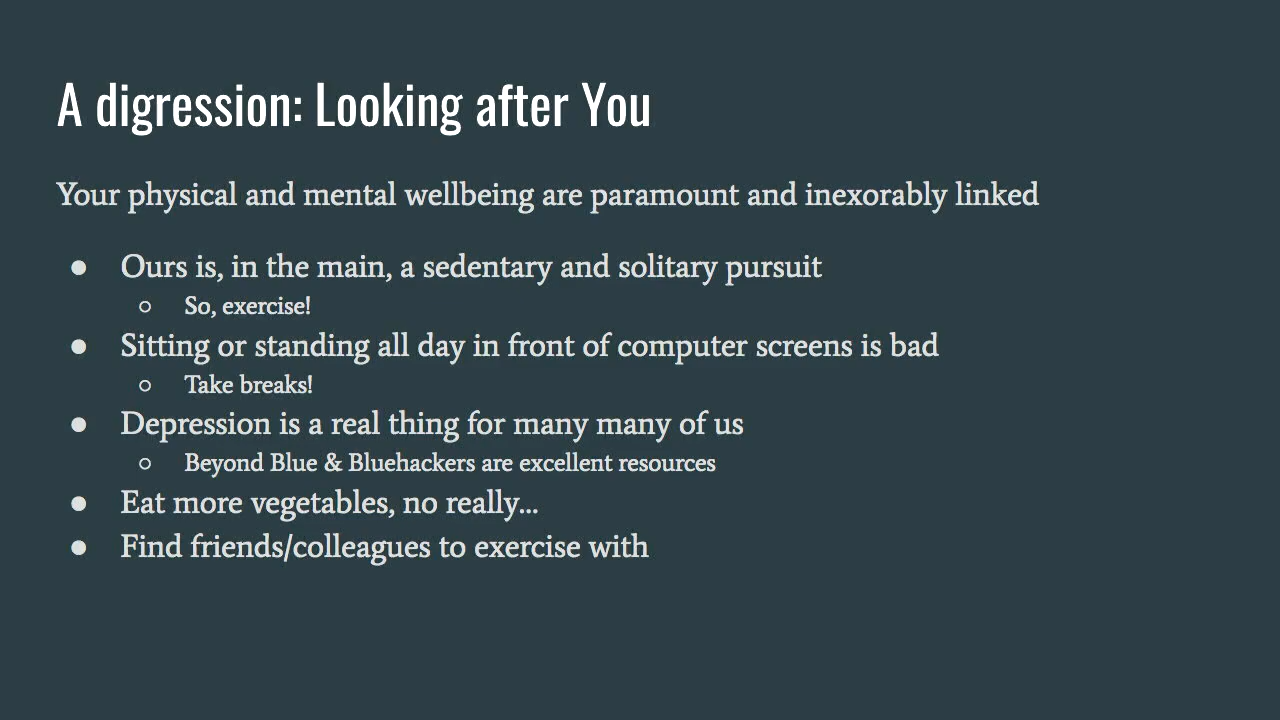 A digression: Looking after You
Your physical and mental wellbeing are paramount and inexorably linked
● Ours is, in the main, a sedentary and solitary pursuit
○ So, exercise!
● Sitting or standing all day in front of computer screens is bad
○ Take breaks!
● Depression is a real thing for many many of us
○ Beyond Blue & Bluehackers are excellent resources
● Eat more vegetables, no really...
● Find friends/colleagues to exercise with